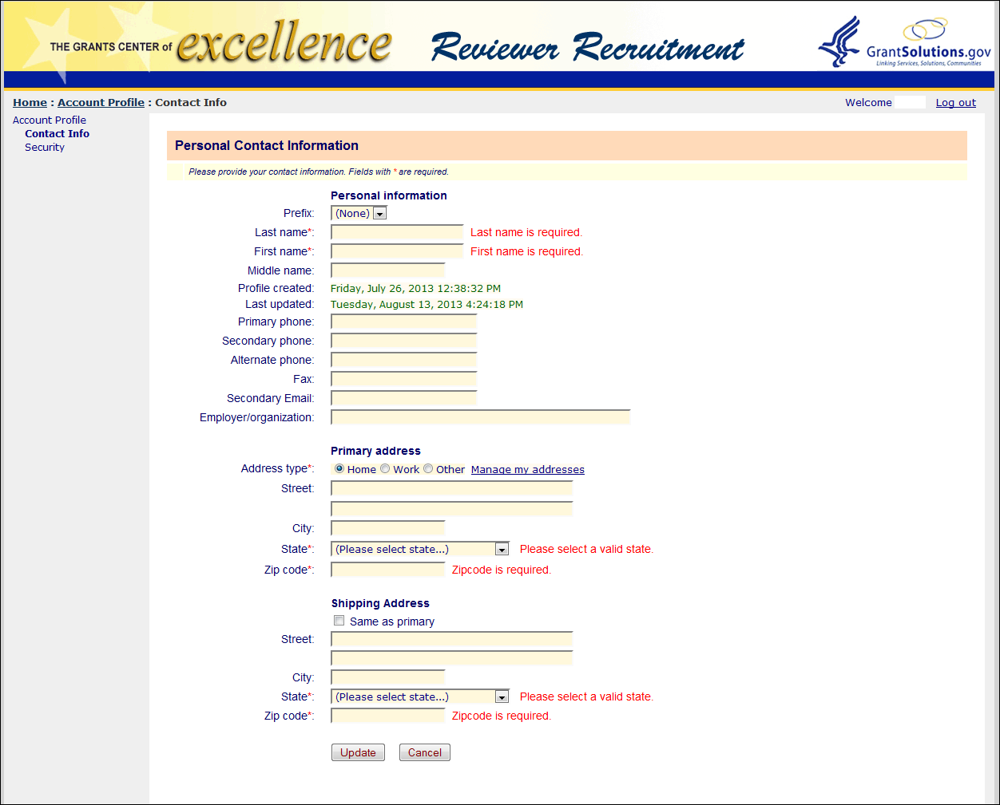 THE GRANTS CENTER of excellence Reviewer Recruitment GrantSolutions.gov
Linking Services, Solutions, Communities
Home : Account Profile : Contact Info Welcome Log out
Account Profile
Contact Info
Security
Personal Contact Information
Please provide your contact information. Fields with * are required.
Personal information
Prefix: (None)
Last name*: Last name is required.
First name*: First name is required.
Middle name:
Profile created: Friday, July 26, 2013 12:38:32 PM
Last updated: Tuesday, August 13, 2013 4:24:18 PM
Primary phone:
Secondary phone:
Alternate phone:
Fax:
Secondary Email:
Employer/organization:
Primary address
Address type*: Home Work Other Manage my addresses
Street:
City:
State*: (Please select state...) Please select a valid state.
Zip code*: Zipcode is required.
Shipping Address
Same as primary
Street:
City:
State*: (Please select state...) Please select a valid state.
Zip code*: Zipcode is required.
Update Cancel